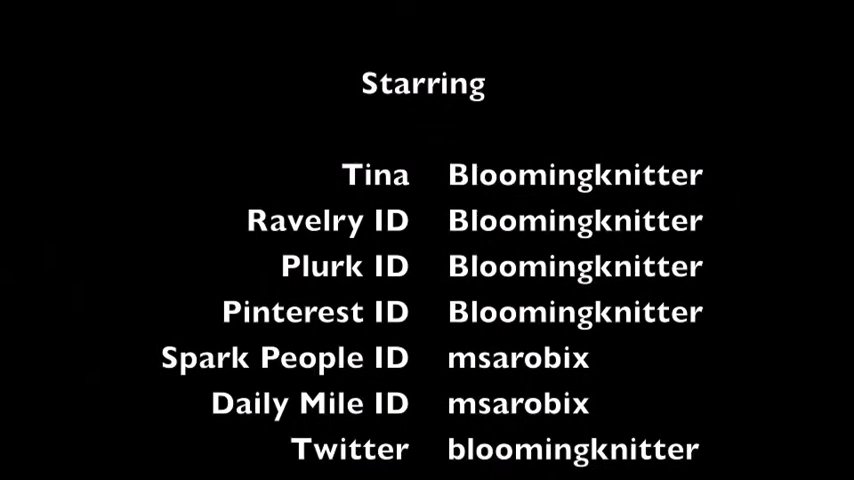 Starring
Tina Bloomingknitter
Ravelry ID Bloomingknitter
Plurk ID Bloomingknitter
Pinterest ID Bloomingknitter
Spark People ID msarobix
Daily Mile ID msarobix
Twitter bloomingknitter